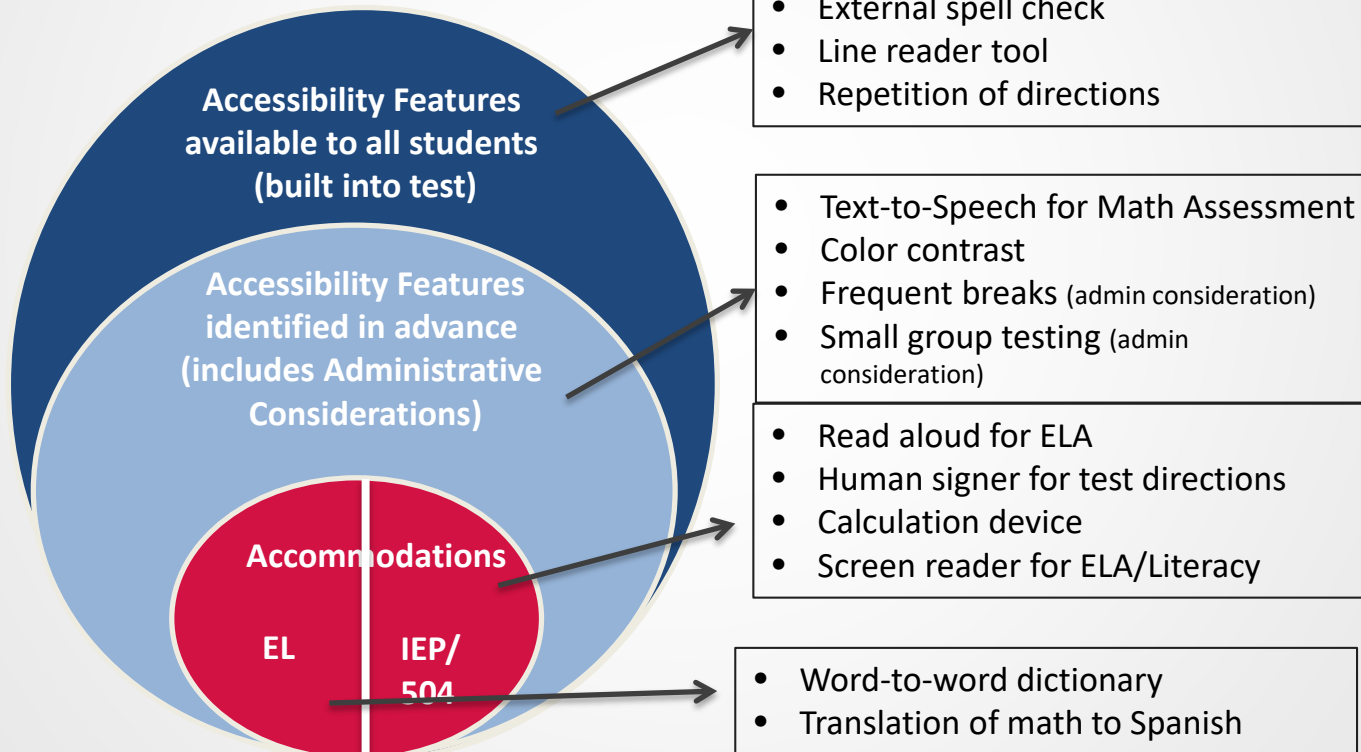 Accessibility Features
available to all students
(built into test)
Accessibility Features
identified in advance
(includes Administrative
Considerations)
Accommodations
EL
IEP/
504
• External spell check
• Line reader tool
• Repetition of directions
• Text-to-Speech for Math Assessment
• Color contrast
• Frequent breaks (admin consideration)
• Small group testing (admin
consideration)
• Read aloud for ELA
• Human signer for test directions
• Calculation device
• Screen reader for ELA/Literacy
• Word-to-word dictionary
• Translation of math to Spanish